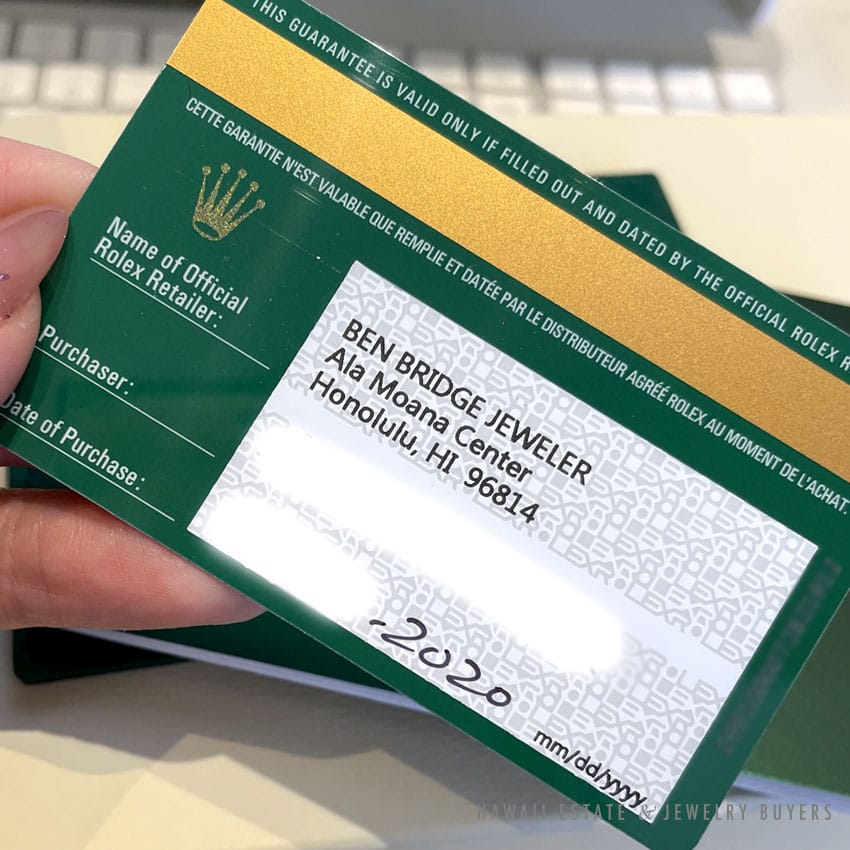 THIS GUARANTEE IS VALID ONLY IF FILLED OUT AND DATED BY THE OFFICIAL ROLEX
CETTE GARANTIE N'EST VALABLE QUE REMPLIE ET DATÉE PAR LE DISTRIBUTEUR AGRÉÉ ROLEX AU MOMENT DE L'ACHAT.
Name of Official
Rolex Retailer:
Purchaser:
Date of Purchase:
BEN BRIDGE JEWELER
Ala Moana Center
Honolulu, HI 96814
.2020
mm/dd/yyyy
HAWAII ESTATE & JEWELRY BUYERS